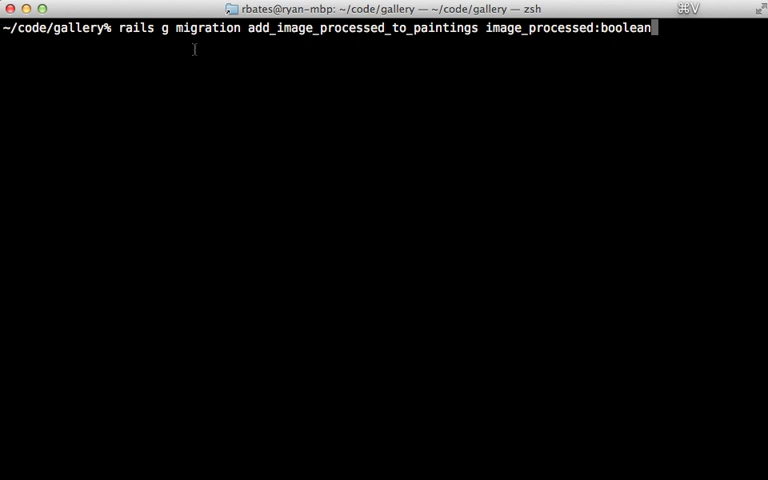 rbates@ryan-mbp: ~/code/gallery — ~/code/gallery — zsh
⌘V
~/code/gallery% rails g migration add_image_processed_to_paintings image_processed:boolean